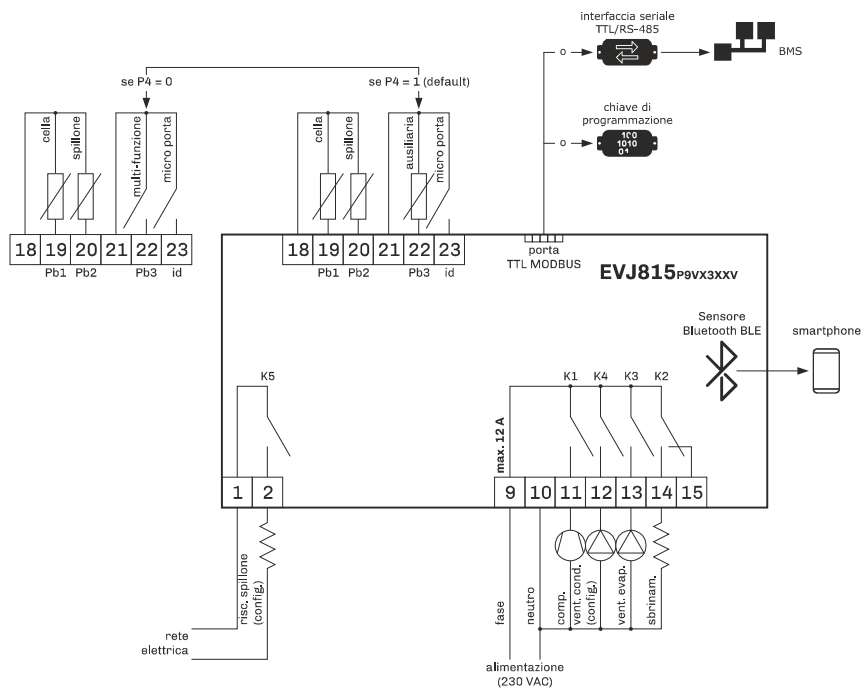 interfaccia seriale
TTL/RS-485
BMS
chiave di
programmazione
100
1010
01
se P4 = 0
se P4 = 1 (default)
cella
spillone
multi-funzione
micro porta
cella
spillone
ausiliaria
micro porta
18 19 20 21 22 23
Pb1 Pb2 Pb3 id
18 19 20 21 22 23
Pb1 Pb2 Pb3 id
porta
TTL MODBUS
EVJ815P9VX3XXV
Sensore
Bluetooth BLE
smartphone
K5
K1 K4 K3 K2
max. 12 A
1 2
9 10 11 12 13 14 15
risc. spillone
(config.)
fase
neutro
comp.
vent. cond.
(config.)
vent. evap.
sbrinam.
rete
elettrica
alimentazione
(230 VAC)